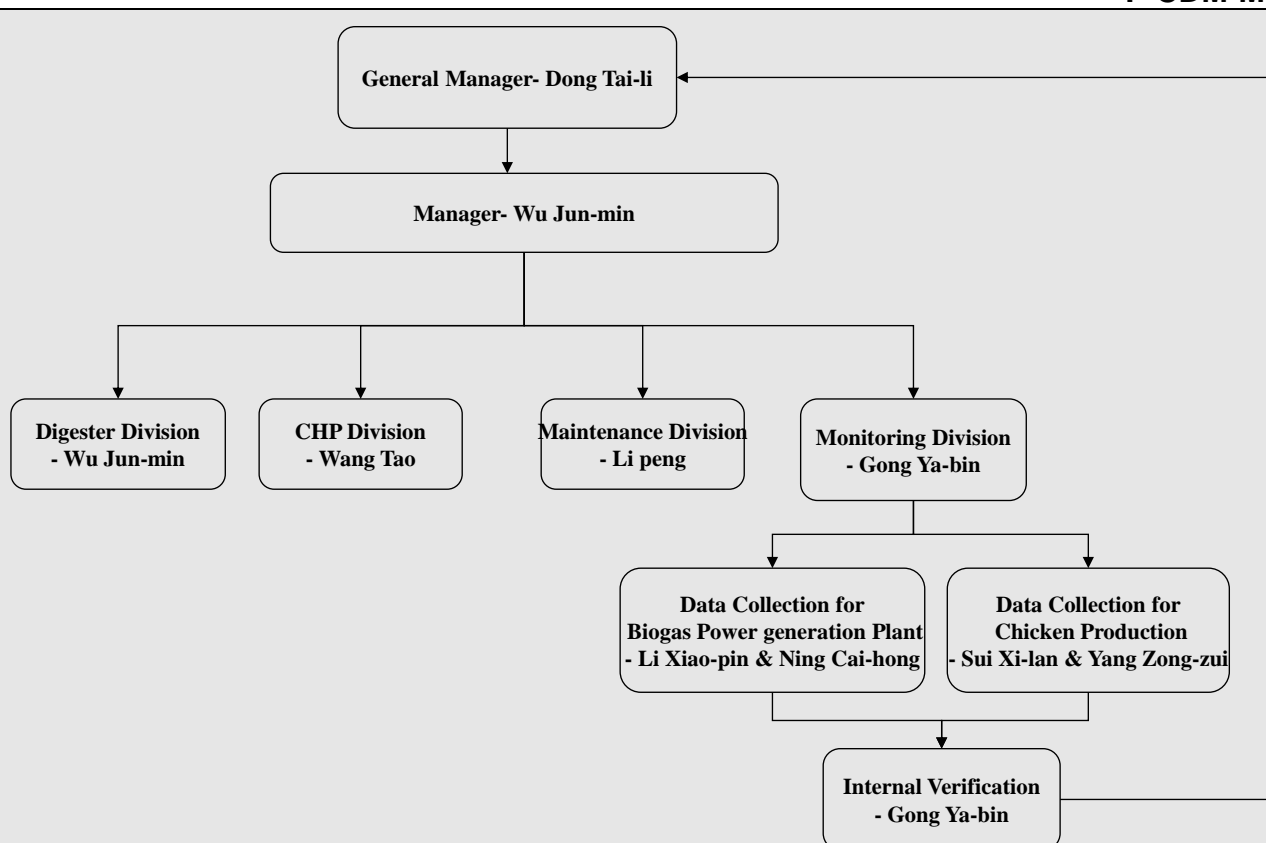 General Manager- Dong Tai-li
Manager- Wu Jun-min
Digester Division
- Wu Jun-min
CHP Division
- Wang Tao
Maintenance Division
- Li peng
Monitoring Division
- Gong Ya-bin
Data Collection for
Biogas Power generation Plant
- Li Xiao-pin & Ning Cai-hong
Data Collection for
Chicken Production
- Sui Xi-lan & Yang Zong-zui
Internal Verification
- Gong Ya-bin